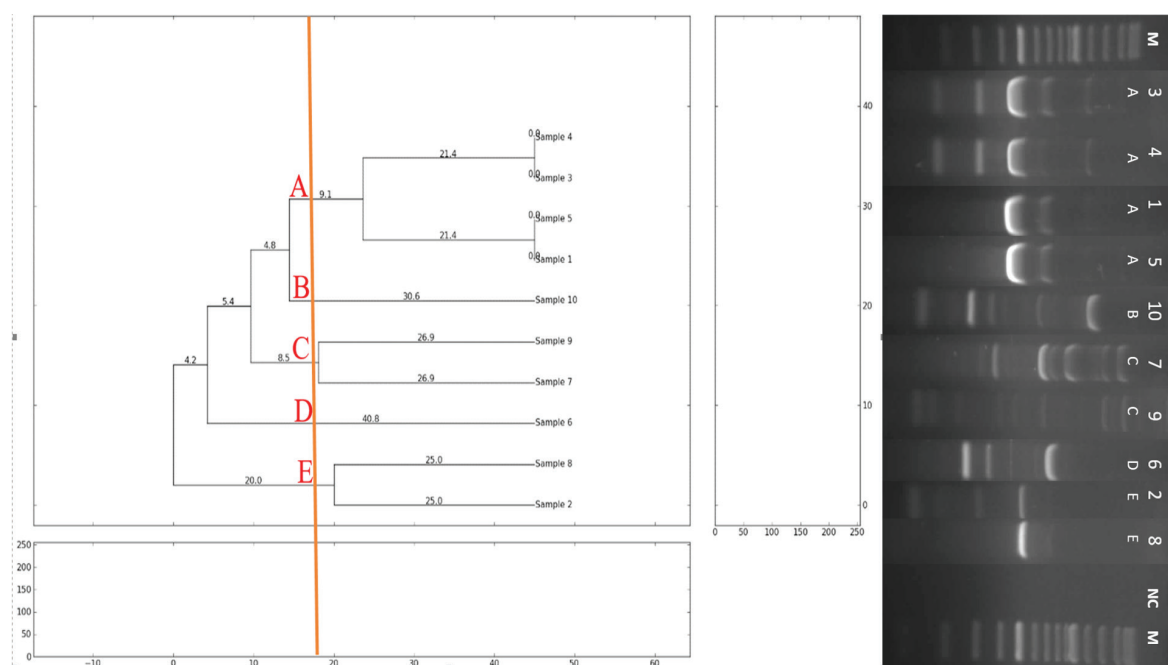 0.0
Sample 4
21.4
0.0
Sample 3
A
9.1
0.0
Sample 5
21.4
4.8
0.0
Sample 1
B
30.6
Sample 10
5.4
C
26.9
Sample 9
8.5
4.2
26.9
Sample 7
D
40.8
Sample 6
E
25.0
Sample 8
20.0
25.0
Sample 2
250
200
150
100
50
0
−10 0 10 20 30 40 50 60
40
30
20
10
0
0 50 100 150 200 250
M
3 A
4 A
1 A
5 A
10 B
7 C
9 C
6 D
2 E
8 E
NC
M